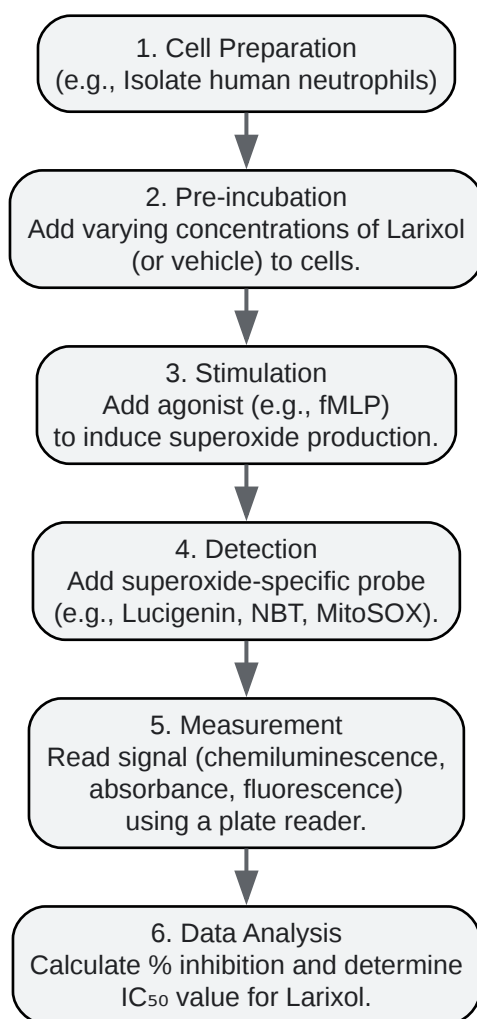 1. Cell Preparation
(e.g., Isolate human neutrophils)
2. Pre-incubation
Add varying concentrations of Larixol
(or vehicle) to cells.
3. Stimulation
Add agonist (e.g., fMLP)
to induce superoxide production.
4. Detection
Add superoxide-specific probe
(e.g., Lucigenin, NBT, MitoSOX).
5. Measurement
Read signal (chemiluminescence,
absorbance, fluorescence)
using a plate reader.
6. Data Analysis
Calculate % inhibition and determine
IC₅₀ value for Larixol.